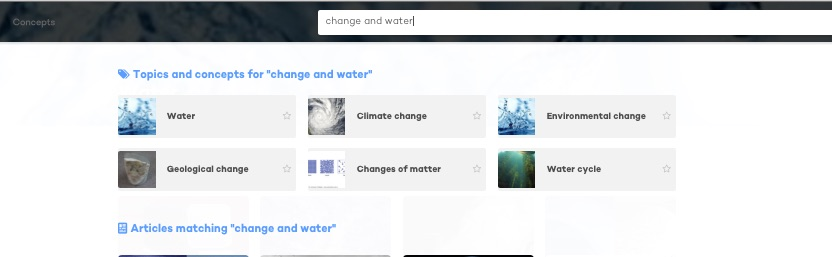 Concepts
change and water
Topics and concepts for "change and water"
Water
Climate change
Environmental change
Geological change
Changes of matter
Water cycle
Articles matching "change and water"